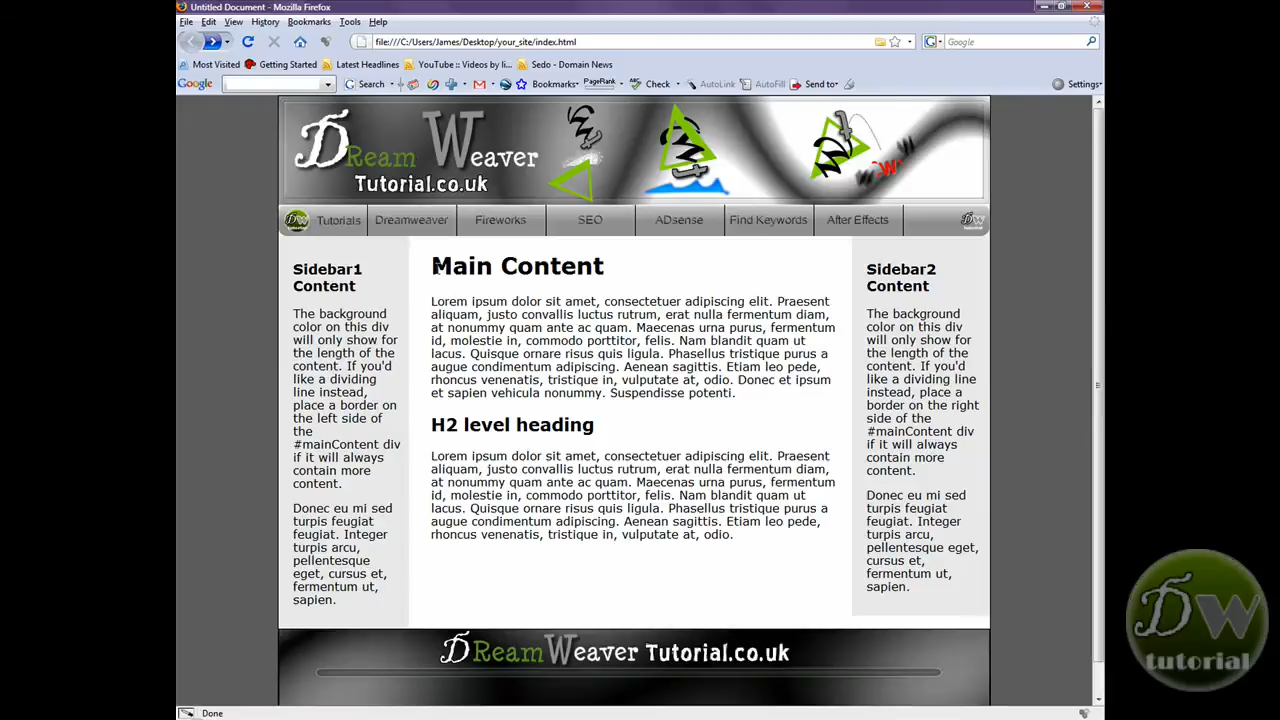 Untitled Document - Mozilla Firefox
File Edit View History Bookmarks Tools Help
file:///C:/Users/James/Desktop/your_site/index.html
Google
Most Visited Getting Started Latest Headlines YouTube :: Videos by li... Sedo - Domain News
Google Search Bookmarks PageRank Check AutoLink AutoFill Send to Settings
DReam Weaver
Tutorial.co.uk
Tutorials Dreamweaver Fireworks SEO ADsense Find Keywords After Effects
Sidebar1
Content
The background
color on this div
will only show for
the length of the
content. If you'd
like a dividing
line instead,
place a border on
the left side of
the
#mainContent div
if it will always
contain more
content.
Donec eu mi sed
turpis feugiat
feugiat. Integer
turpis arcu,
pellentesque
eget, cursus et,
fermentum ut,
sapien.
Main Content
Lorem ipsum dolor sit amet, consectetuer adipiscing elit. Praesent
aliquam, justo convallis luctus rutrum, erat nulla fermentum diam,
at nonummy quam ante ac quam. Maecenas urna purus, fermentum
id, molestie in, commodo porttitor, felis. Nam blandit quam ut
lacus. Quisque ornare risus quis ligula. Phasellus tristique purus a
augue condimentum adipiscing. Aenean sagittis. Etiam leo pede,
rhoncus venenatis, tristique in, vulputate at, odio. Donec et ipsum
et sapien vehicula nonummy. Suspendisse potenti.
H2 level heading
Lorem ipsum dolor sit amet, consectetuer adipiscing elit. Praesent
aliquam, justo convallis luctus rutrum, erat nulla fermentum diam,
at nonummy quam ante ac quam. Maecenas urna purus, fermentum
id, molestie in, commodo porttitor, felis. Nam blandit quam ut
lacus. Quisque ornare risus quis ligula. Phasellus tristique purus a
augue condimentum adipiscing. Aenean sagittis. Etiam leo pede,
rhoncus venenatis, tristique in, vulputate at, odio.
Sidebar2
Content
The background
color on this div
will only show for
the length of the
content. If you'd
like a dividing line
instead, place a
border on the right
side of the
#mainContent div
if it will always
contain more
content.
Donec eu mi sed
turpis feugiat
feugiat. Integer
turpis arcu,
pellentesque eget,
cursus et,
fermentum ut,
sapien.
DReamWeaver Tutorial.co.uk
DW
tutorial
Done